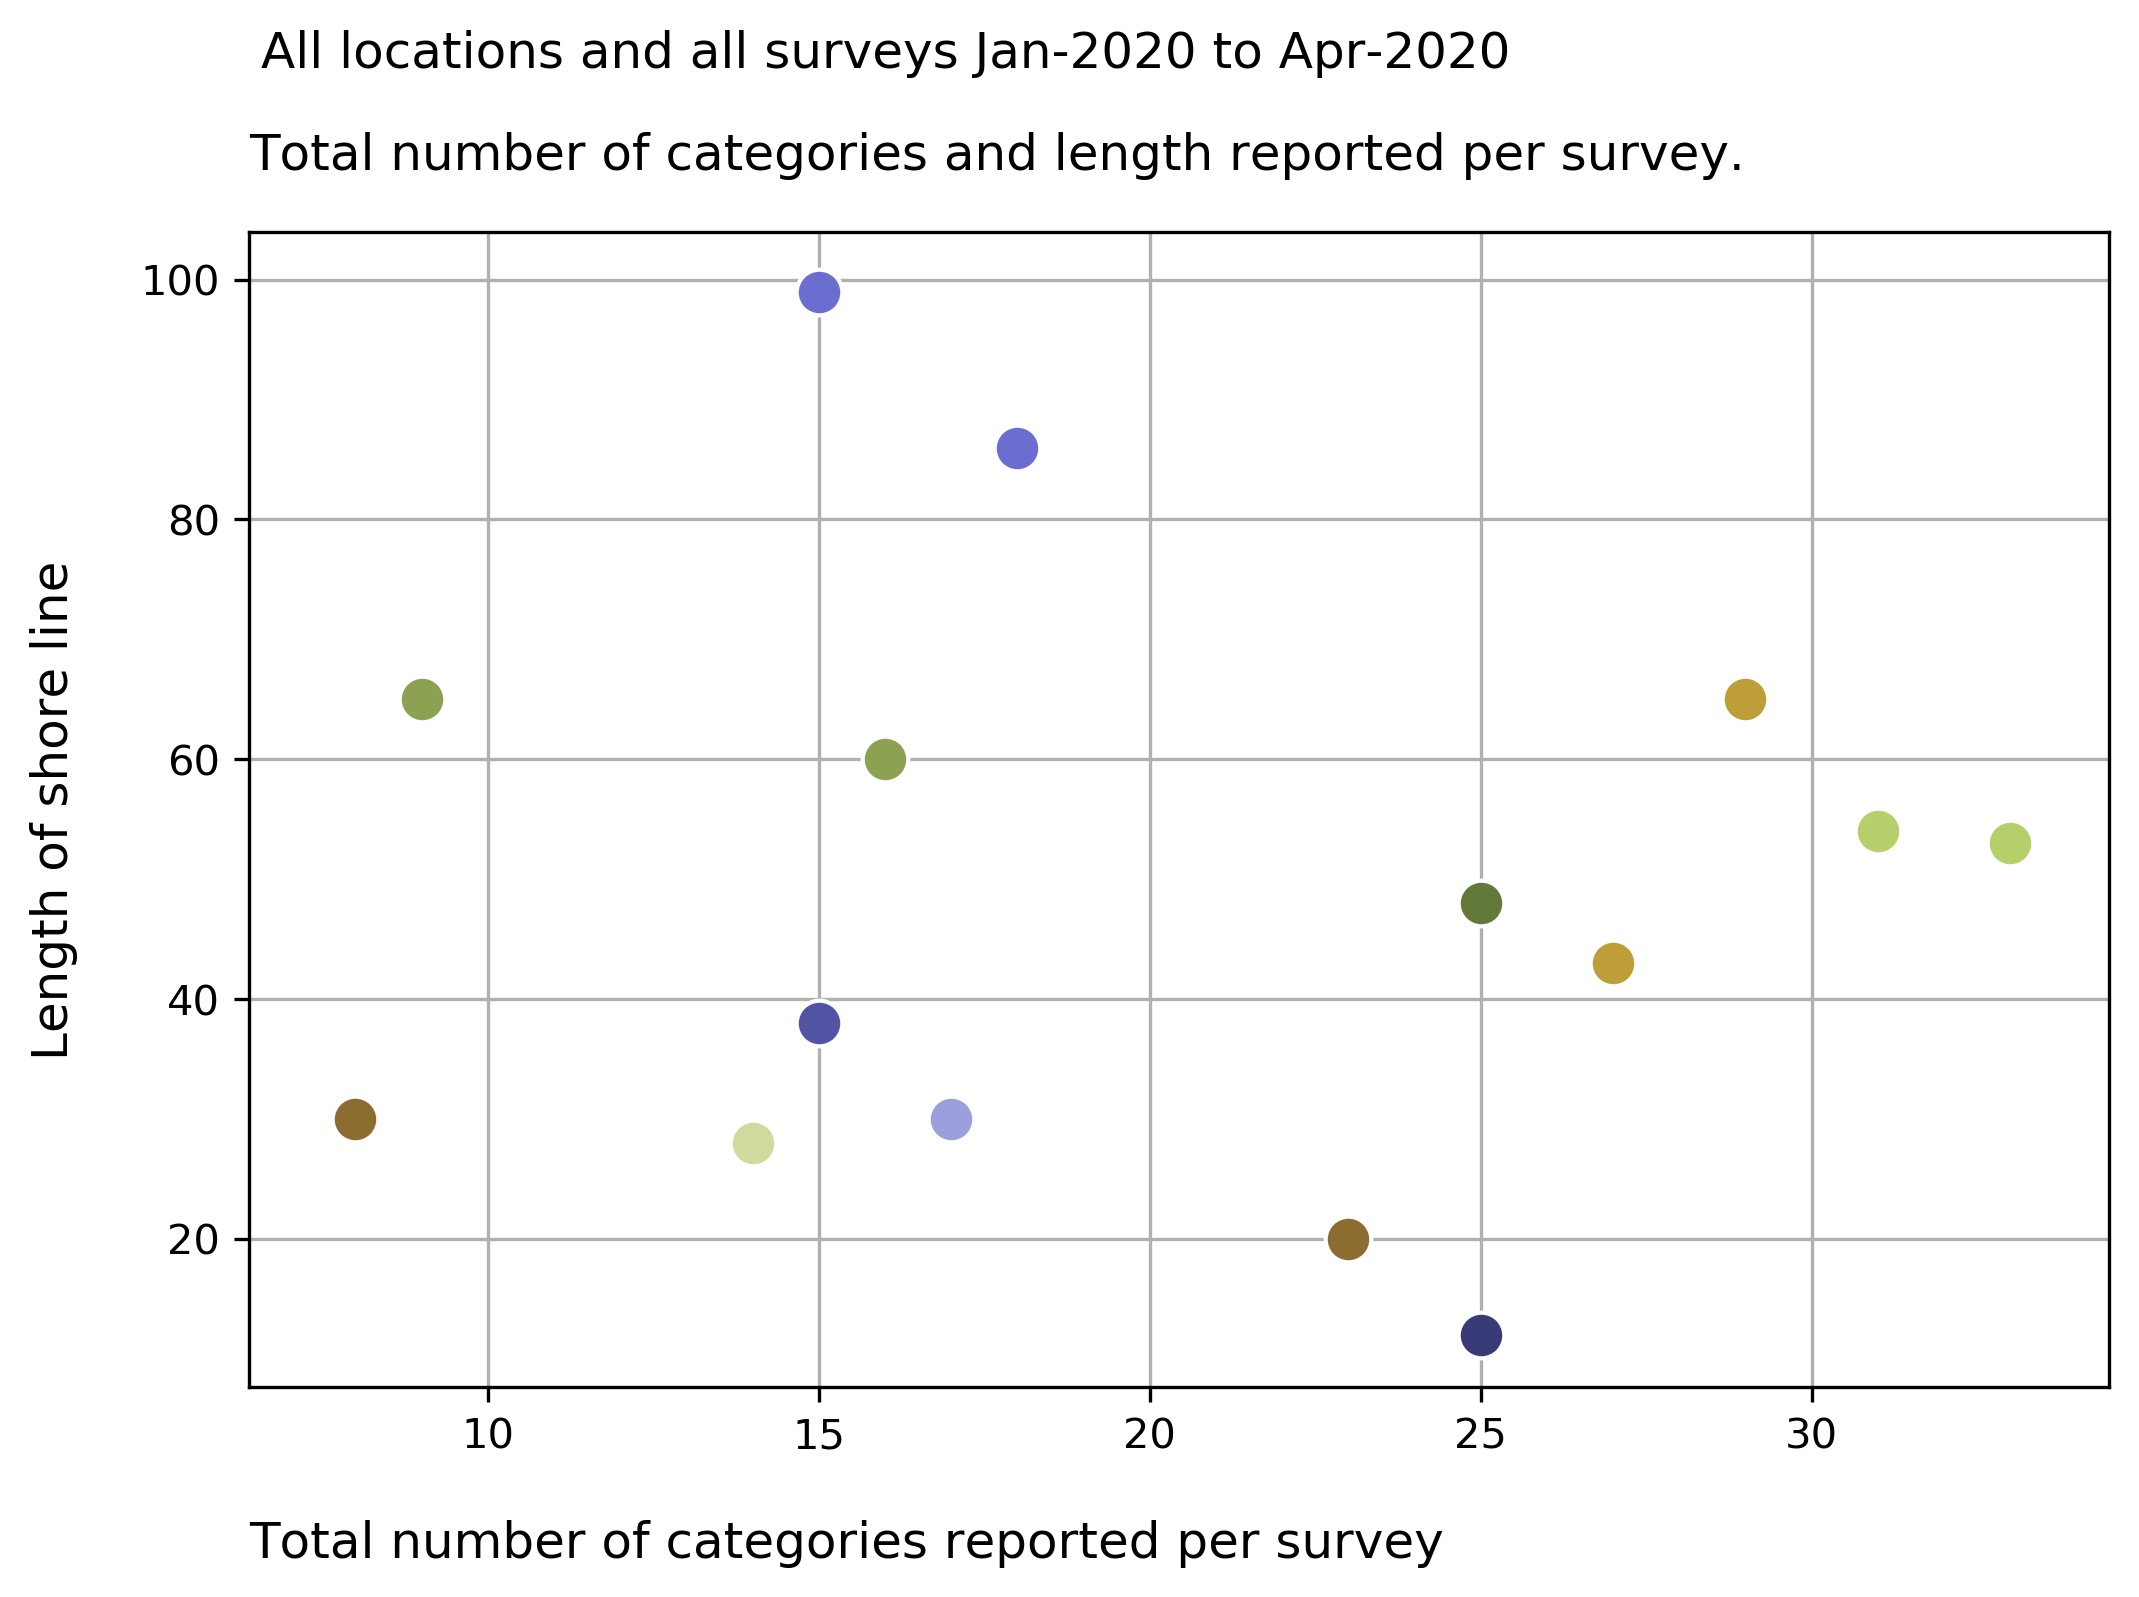 All locations and all surveys Jan-2020 to Apr-2020
Total number of categories and length reported per survey.
Length of shore line
100
80
60
40
20
10 15 20 25 30
Total number of categories reported per survey